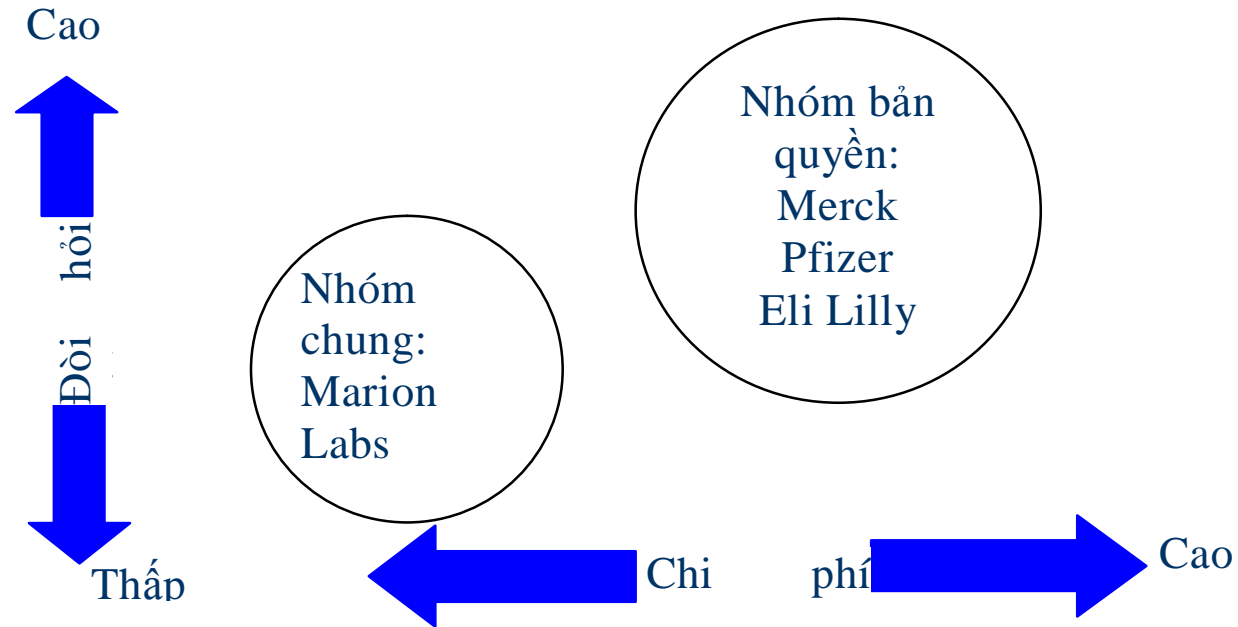 Cao
Nhóm bản
quyền:
Merck
Pfizer
Eli Lilly
Đòi hỏi
Nhóm
chung:
Marion
Labs
Thấp
Chi phí
Cao